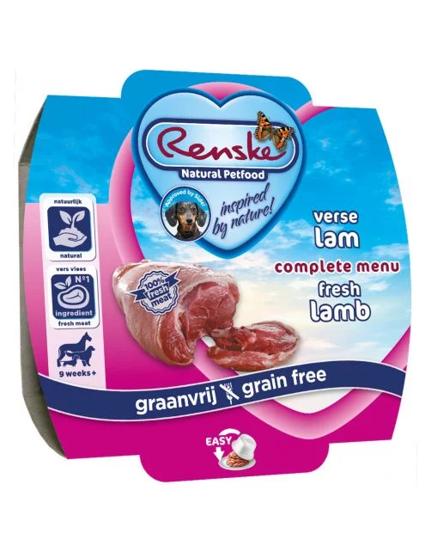 Renske
Natural Petfood
inspired
by nature!
natuurlijk
natural
vers vlees
Nº1
ingredient
fresh meat
9 weeks+
100%
fresh
meat
verse
lam
complete menu
fresh
lamb
graanvrij grain free
EASY